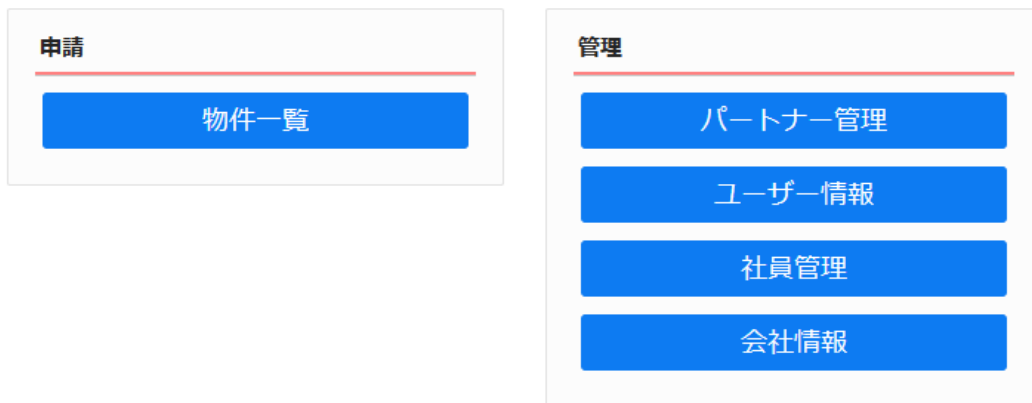 申請
物件一覧
管理
パートナー管理
ユーザー情報
社員管理
会社情報